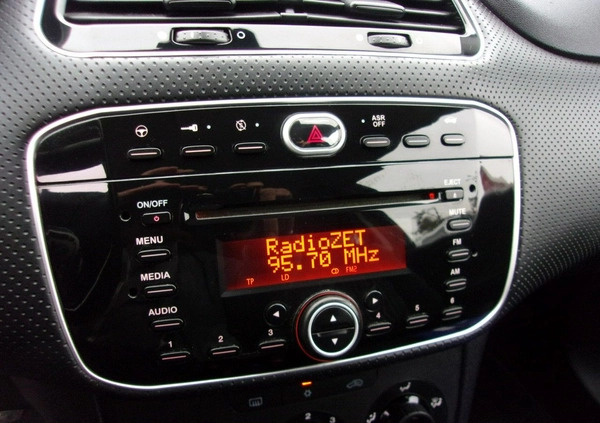 ASR
OFF
ON/OFF
EJECT
MENU
MUTE
RadioZET
95.70 MHz
FM
MEDIA
TP LO CD FM2
AM
AUDIO
1 2 3 4 5 6